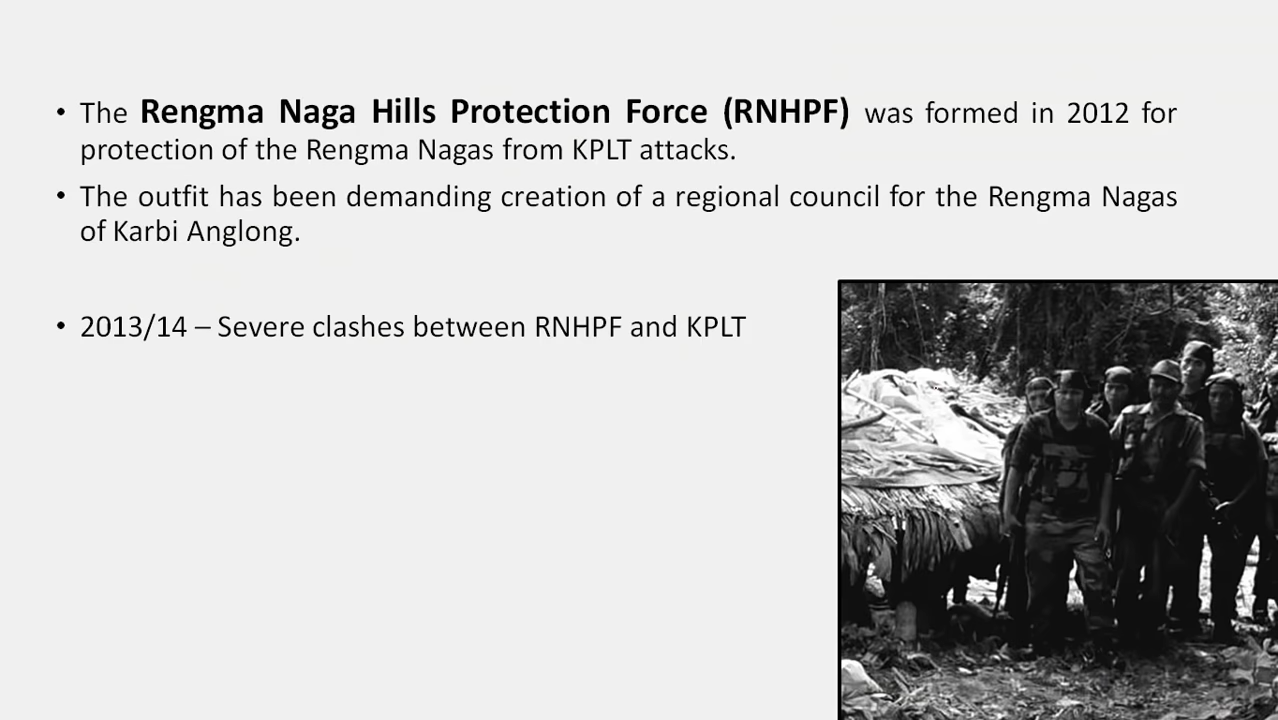 • The Rengma Naga Hills Protection Force (RNHPF) was formed in 2012 for
protection of the Rengma Nagas from KPLT attacks.
• The outfit has been demanding creation of a regional council for the Rengma Nagas
of Karbi Anglong.
• 2013/14 – Severe clashes between RNHPF and KPLT